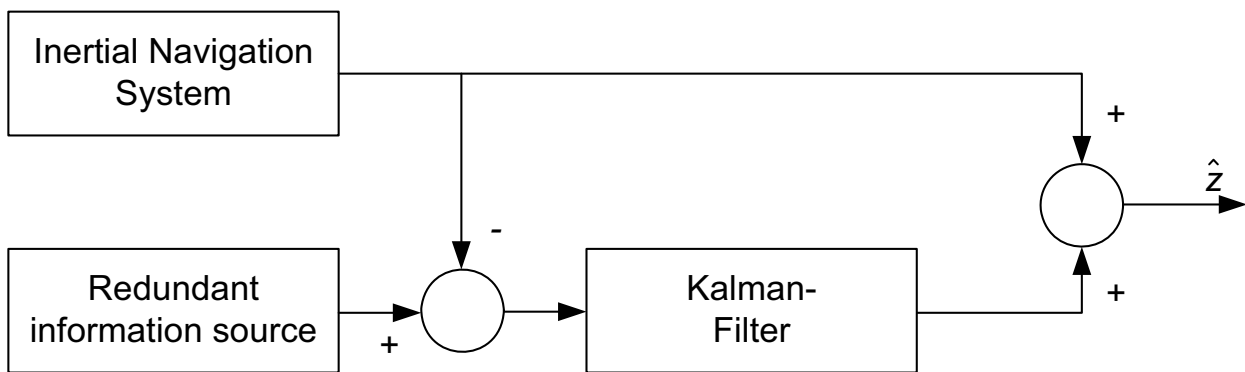 Inertial Navigation
System
+
ẑ
-
Redundant
information source
+
Kalman-
Filter
+